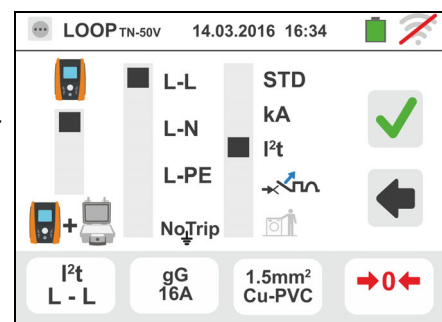 LOOP TN-50V 14.03.2016 16:34
L-L STD
L-N kA
I²t
L-PE
+ NoTrip
I²t
L - L
gG
16A
1.5mm²
Cu-PVC
→0←